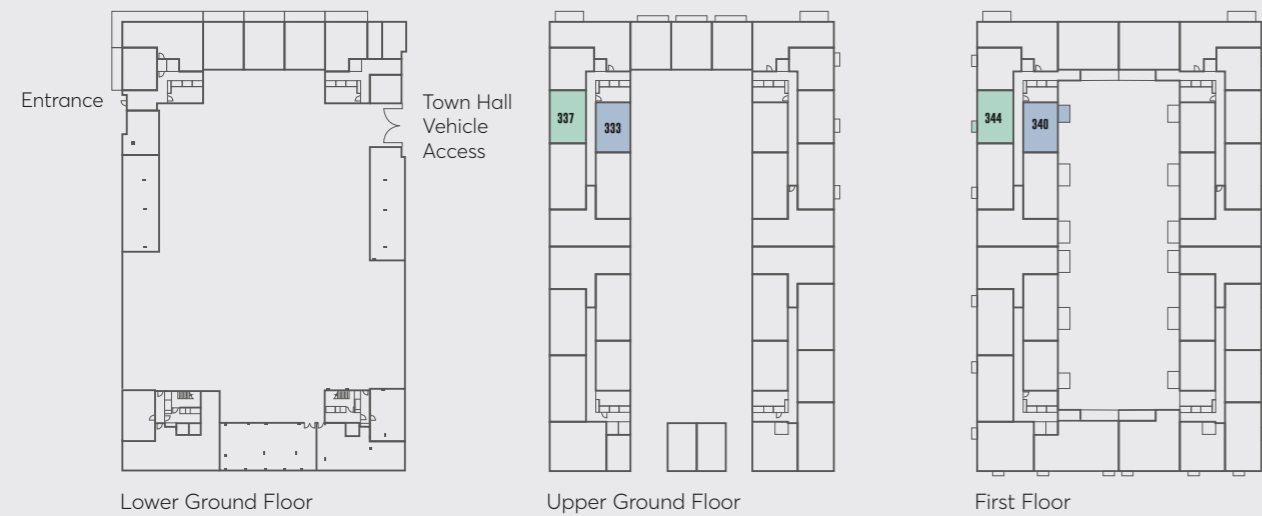 Entrance
Town Hall
Vehicle
Access
337
333
344
340
Lower Ground Floor
Upper Ground Floor
First Floor